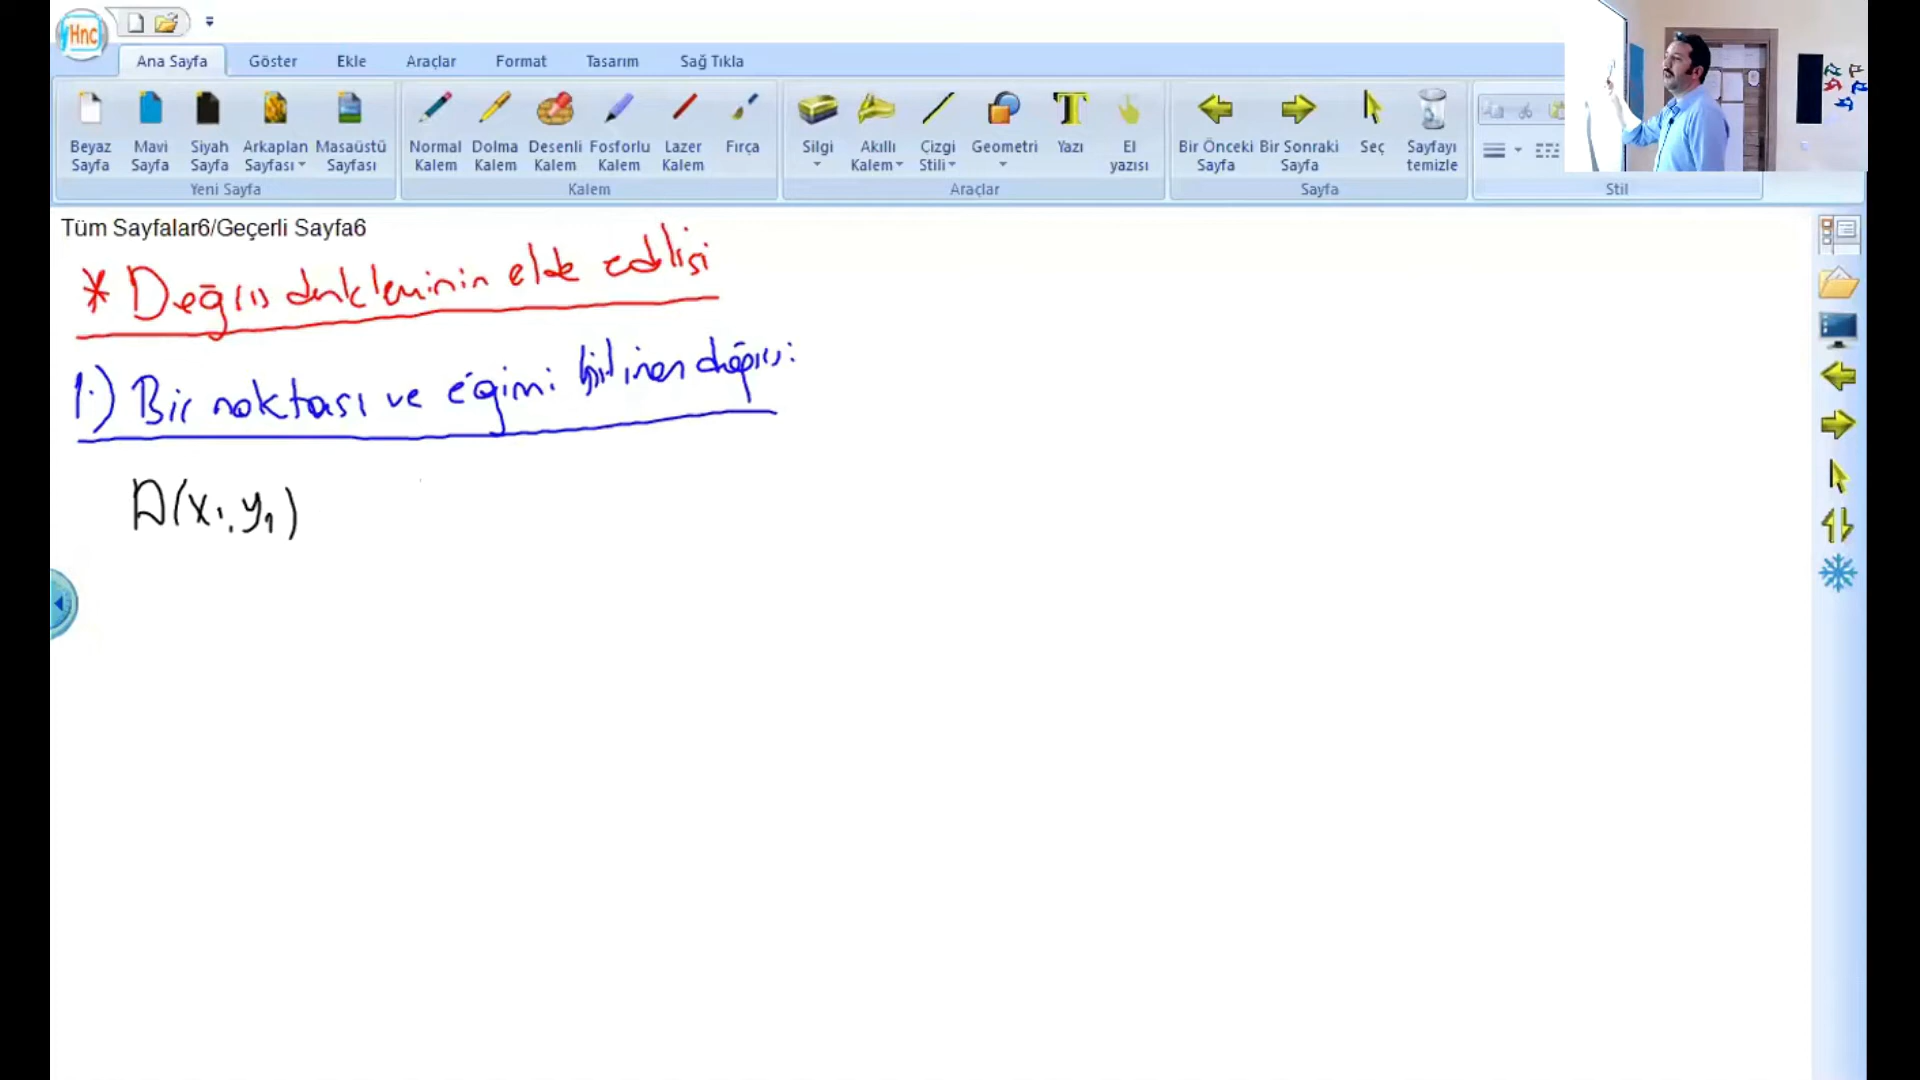 Hnc
Ana Sayfa Göster Ekle Araçlar Format Tasarım Sağ Tıkla
Beyaz Sayfa Mavi Sayfa Siyah Sayfa Arkaplan Sayfası Masaüstü Sayfası
Yeni Sayfa
Normal Kalem Dolma Kalem Desenli Kalem Fosforlu Kalem Lazer Kalem Fırça
Kalem
Silgi Akıllı Kalem Çizgi Stili Geometri Yazı El yazısı
Araçlar
Bir Önceki Sayfa Bir Sonraki Sayfa Seç Sayfayı temizle
Sayfa
Stil
Tüm Sayfalar6/Geçerli Sayfa6
* Doğru denkleminin elde edilişi
1.) Bir noktası ve eğimi bilinen doğru:
A(x₁,y₁)